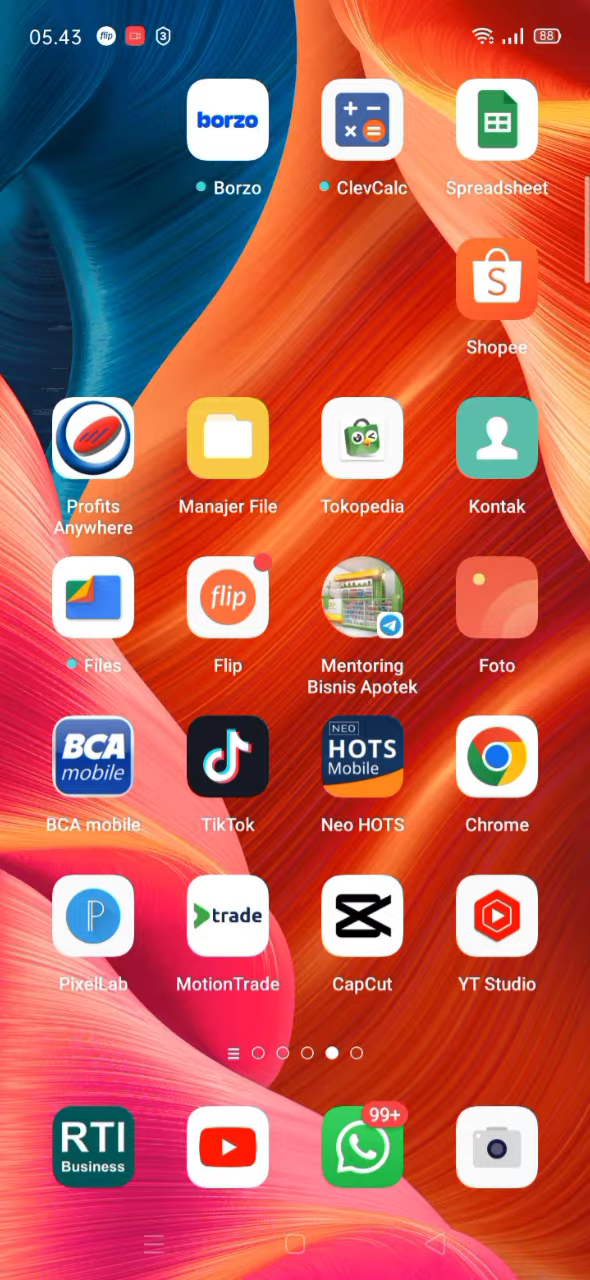 05.43 flip 3 88
borzo
Borzo ClevCalc Spreadsheet
Shopee
Profits Anywhere Manajer File Tokopedia Kontak
flip
Files Flip Mentoring Bisnis Apotek Foto
BCA mobile
NEO HOTS Mobile
BCA mobile TikTok Neo HOTS Chrome
trade
PixelLab MotionTrade CapCut YT Studio
RTI Business
99+